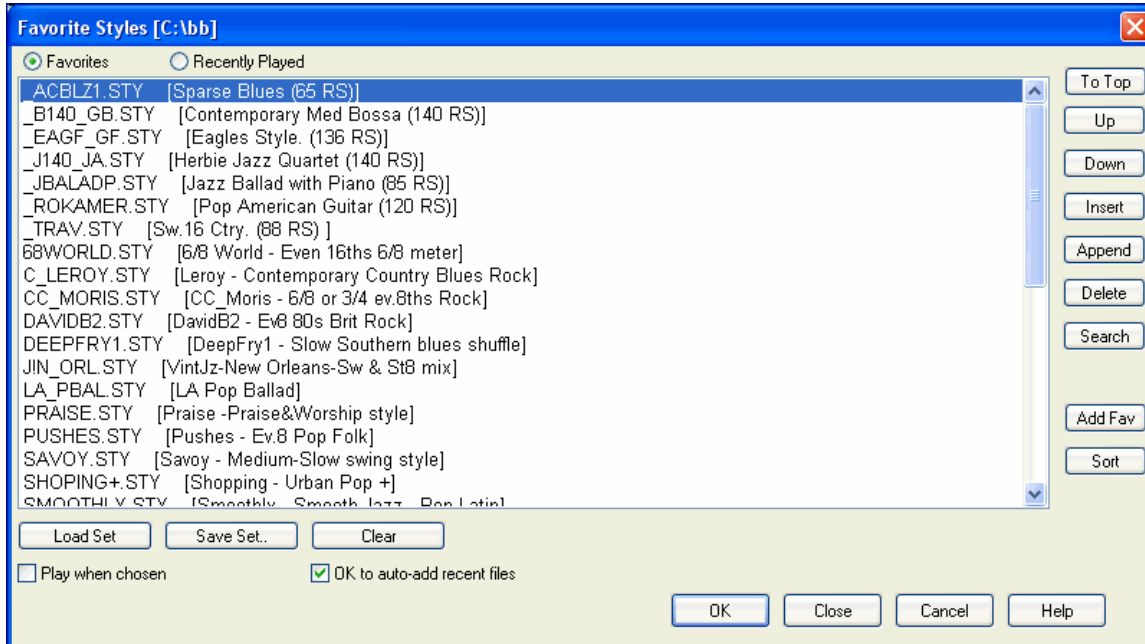 Favorite Styles [C:\bb]
Favorites Recently Played
_ACBLZ1.STY [Sparse Blues (65 RS)]
_B140_GB.STY [Contemporary Med Bossa (140 RS)]
_EAGF_GF.STY [Eagles Style. (136 RS)]
_J140_JA.STY [Herbie Jazz Quartet (140 RS)]
_JBALADP.STY [Jazz Ballad with Piano (85 RS)]
_ROKAMER.STY [Pop American Guitar (120 RS)]
_TRAV.STY [Sw.16 Ctry. (88 RS) ]
68WORLD.STY [6/8 World - Even 16ths 6/8 meter]
C_LEROY.STY [Leroy - Contemporary Country Blues Rock]
CC_MORIS.STY [CC_Moris - 6/8 or 3/4 ev.8ths Rock]
DAVIDB2.STY [DavidB2 - Ev8 80s Brit Rock]
DEEPFRY1.STY [DeepFry1 - Slow Southern blues shuffle]
JIN_ORL.STY [VintJz-New Orleans-Sw & St8 mix]
LA_PBAL.STY [LA Pop Ballad]
PRAISE.STY [Praise -Praise&Worship style]
PUSHES.STY [Pushes - Ev.8 Pop Folk]
SAVOY.STY [Savoy - Medium-Slow swing style]
SHOPING+.STY [Shopping - Urban Pop +]
SMOOTHLY.STY [Smoothly - Smooth Jazz - Pop Latin]
To Top
Up
Down
Insert
Append
Delete
Search
Add Fav
Sort
Load Set Save Set.. Clear
Play when chosen OK to auto-add recent files
OK Close Cancel Help